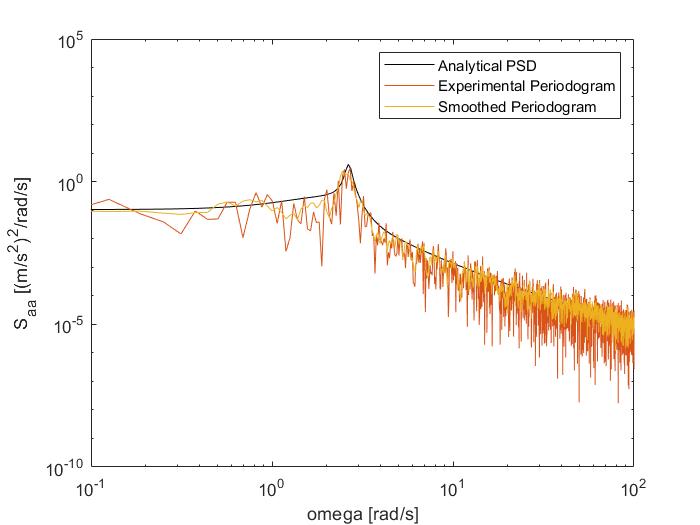 10^5
10^0
10^-5
10^-10
S_aa [(m/s^2)^2/rad/s]
Analytical PSD
Experimental Periodogram
Smoothed Periodogram
10^-1 10^0 10^1 10^2
omega [rad/s]